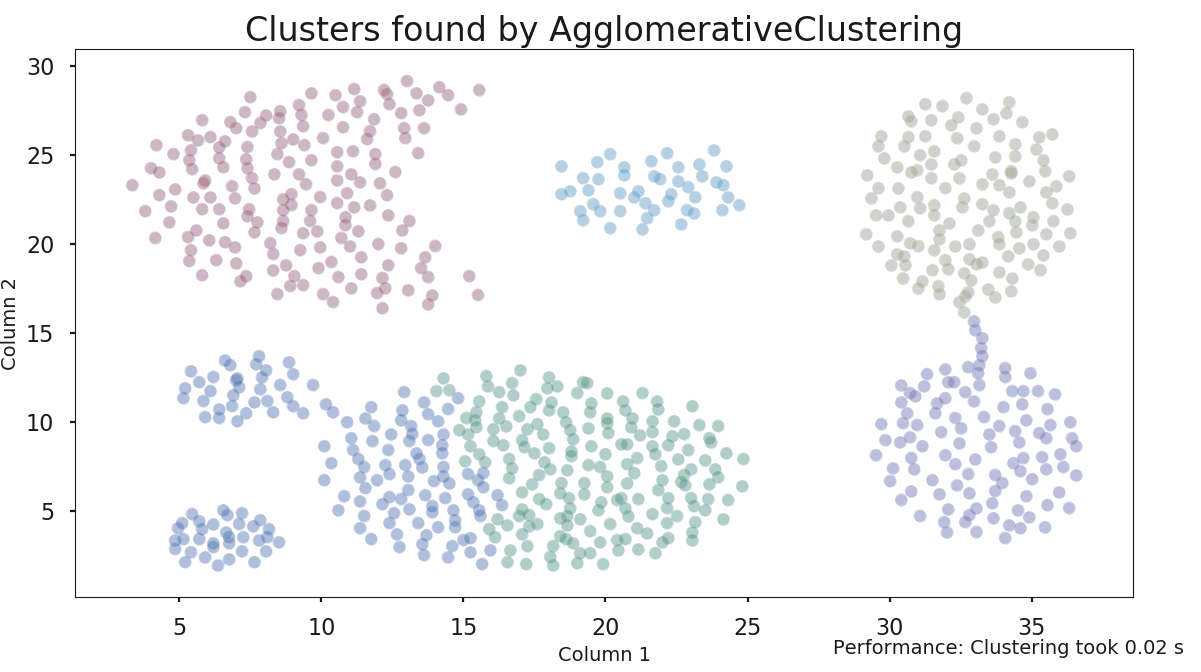 Clusters found by AgglomerativeClustering
30
25
20
15
10
5
Column 2
5 10 15 20 25 30 35
Column 1
Performance: Clustering took 0.02 s